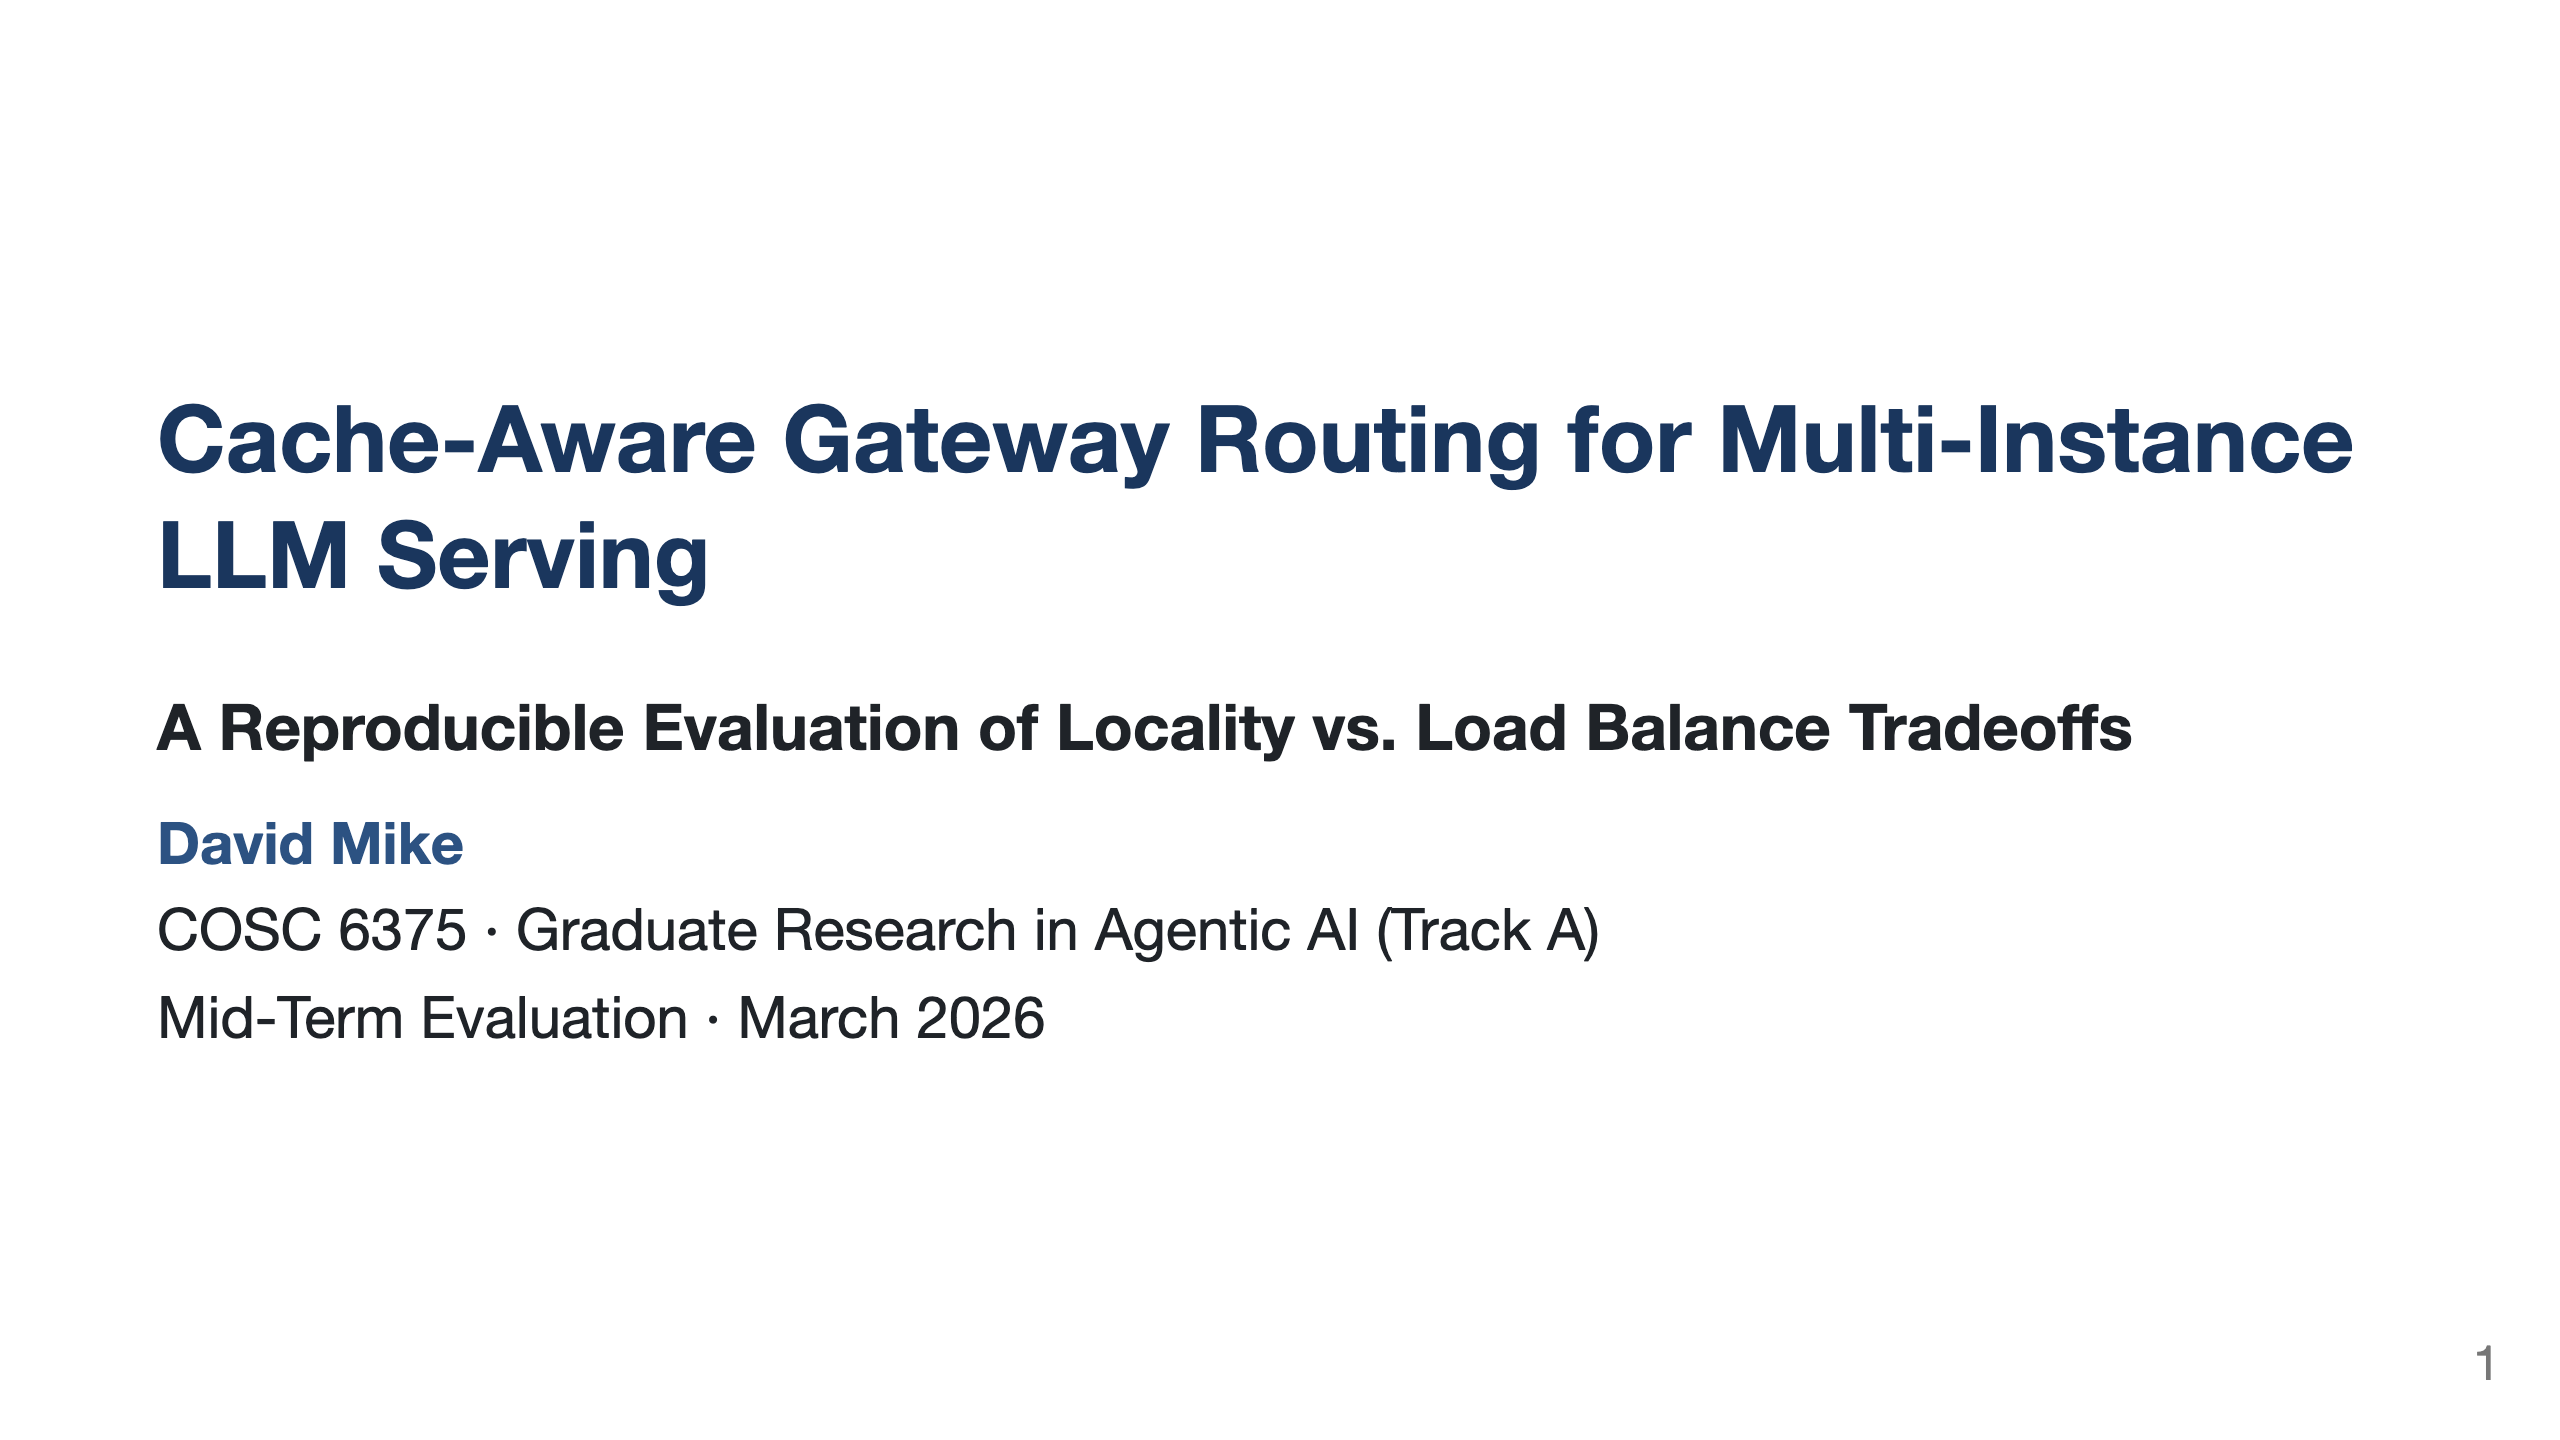 Cache-Aware Gateway Routing for Multi-Instance
LLM Serving
A Reproducible Evaluation of Locality vs. Load Balance Tradeoffs
David Mike
COSC 6375 · Graduate Research in Agentic AI (Track A)
Mid-Term Evaluation · March 2026
1